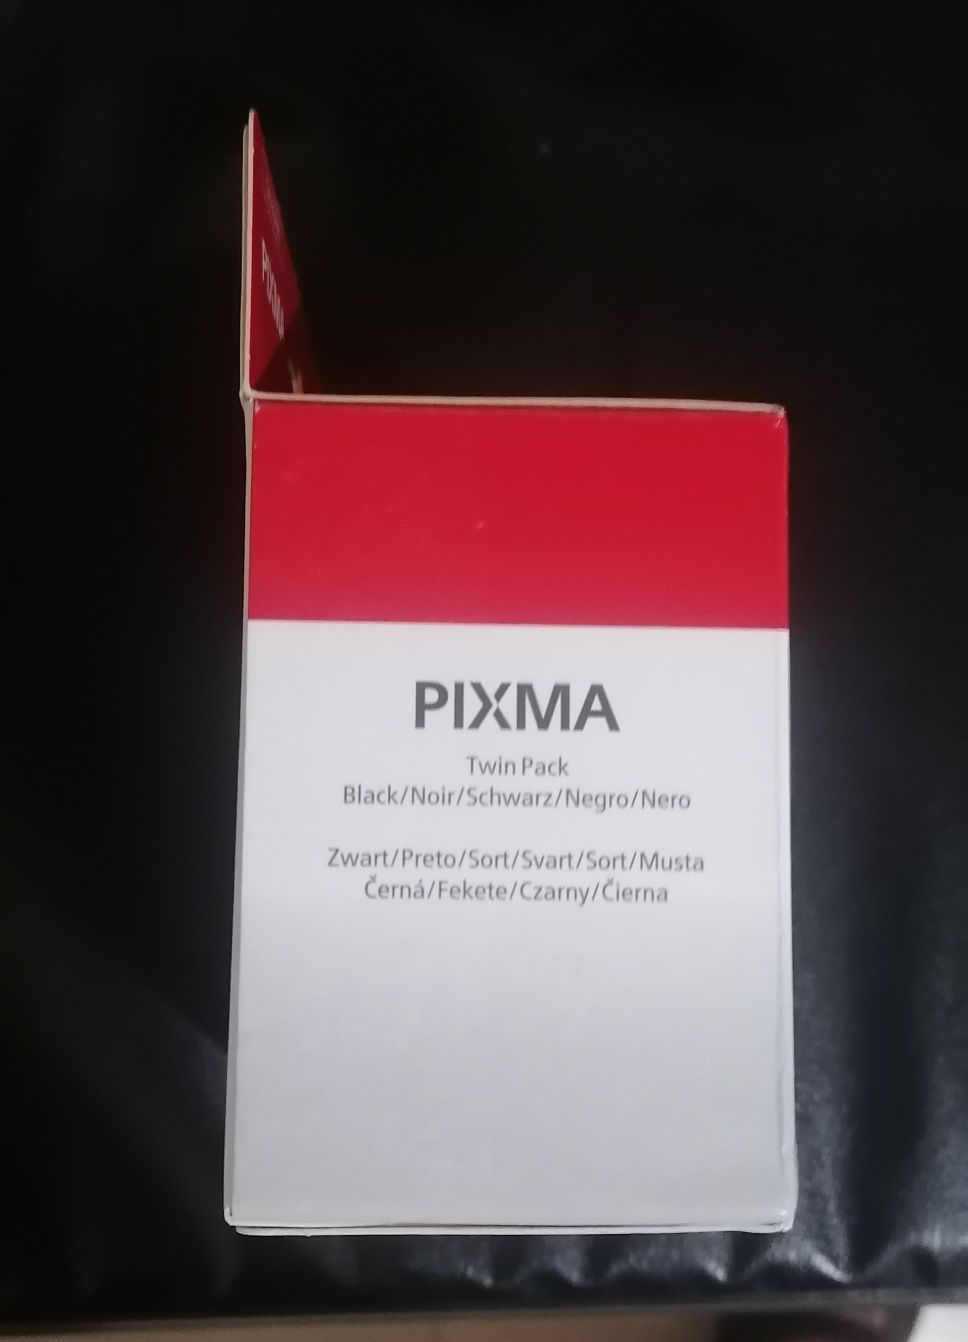 PIXMA
PIXMA
Twin Pack
Black/Noir/Schwarz/Negro/Nero
Zwart/Preto/Sort/Svart/Sort/Musta
Černá/Fekete/Czarny/Čierna